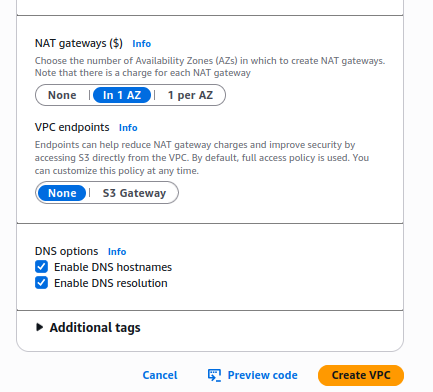 NAT gateways ($) Info
Choose the number of Availability Zones (AZs) in which to create NAT gateways.
Note that there is a charge for each NAT gateway
None In 1 AZ 1 per AZ
VPC endpoints Info
Endpoints can help reduce NAT gateway charges and improve security by
accessing S3 directly from the VPC. By default, full access policy is used. You
can customize this policy at any time.
None S3 Gateway
DNS options Info
Enable DNS hostnames
Enable DNS resolution
Additional tags
Cancel Preview code Create VPC